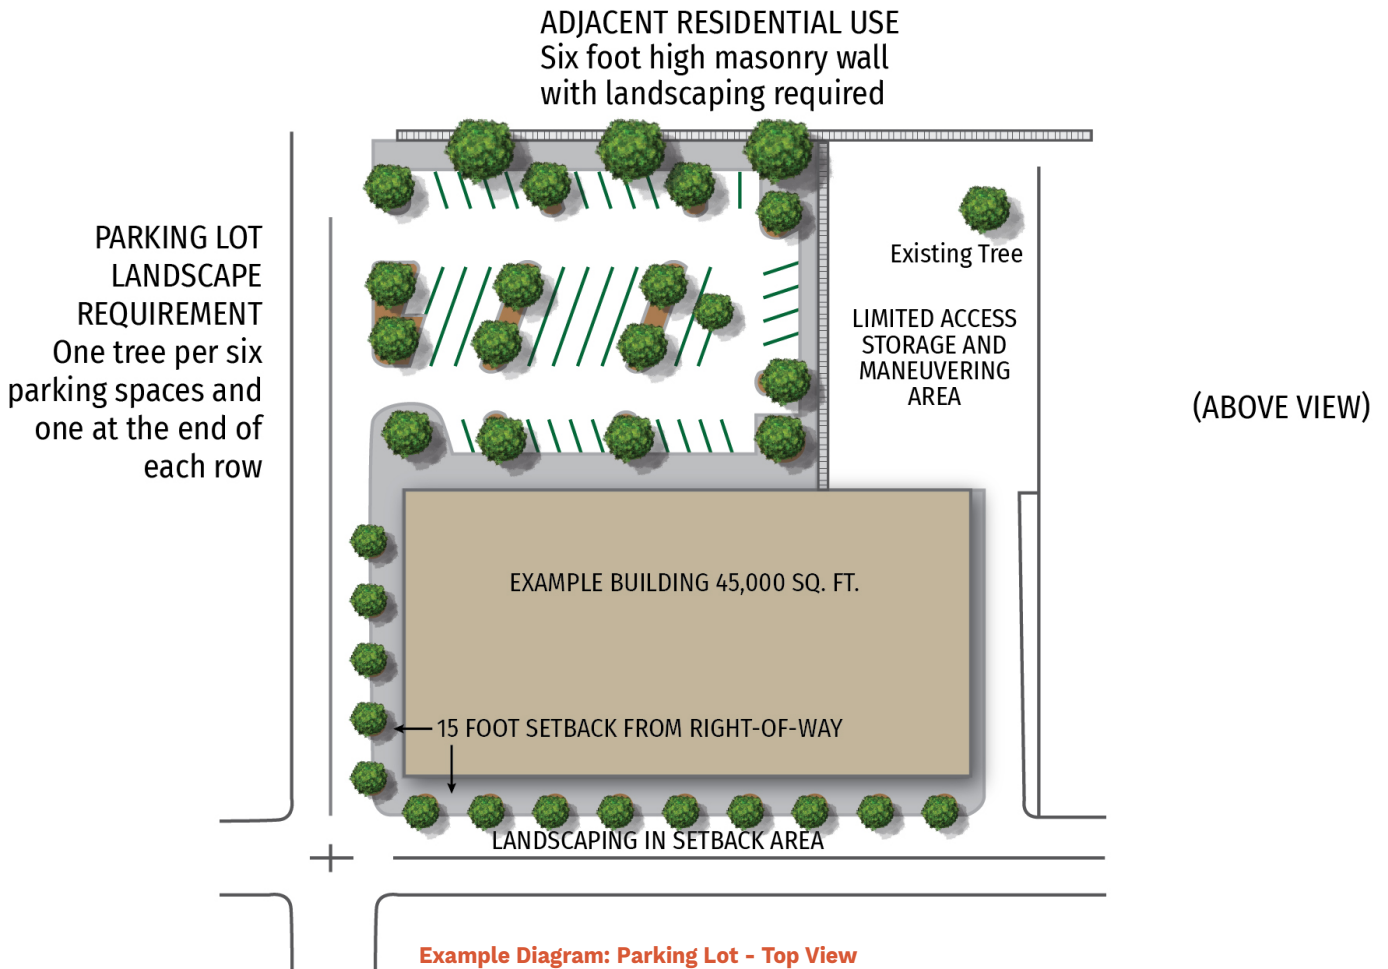 ADJACENT RESIDENTIAL USE
Six foot high masonry wall
with landscaping required
PARKING LOT
LANDSCAPE
REQUIREMENT
One tree per six
parking spaces and
one at the end of
each row
Existing Tree
LIMITED ACCESS
STORAGE AND
MANEUVERING
AREA
(ABOVE VIEW)
EXAMPLE BUILDING 45,000 SQ. FT.
15 FOOT SETBACK FROM RIGHT-OF-WAY
LANDSCAPING IN SETBACK AREA
Example Diagram: Parking Lot - Top View